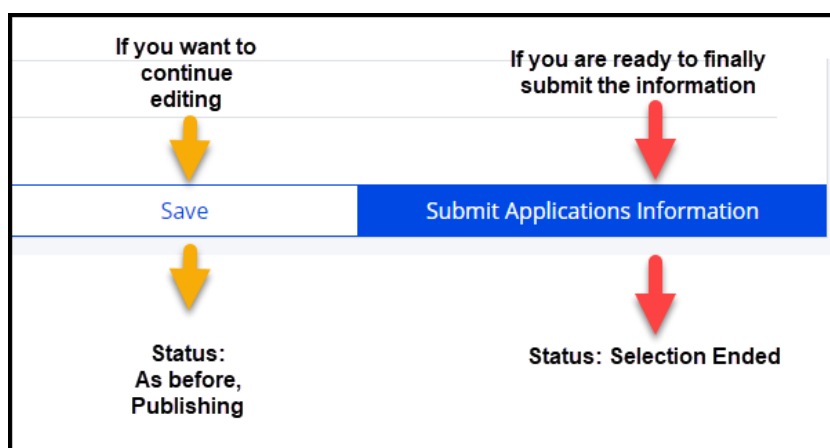 If you want to
continue
editing
If you are ready to finally
submit the information
Save
Submit Applications Information
Status:
As before,
Publishing
Status: Selection Ended